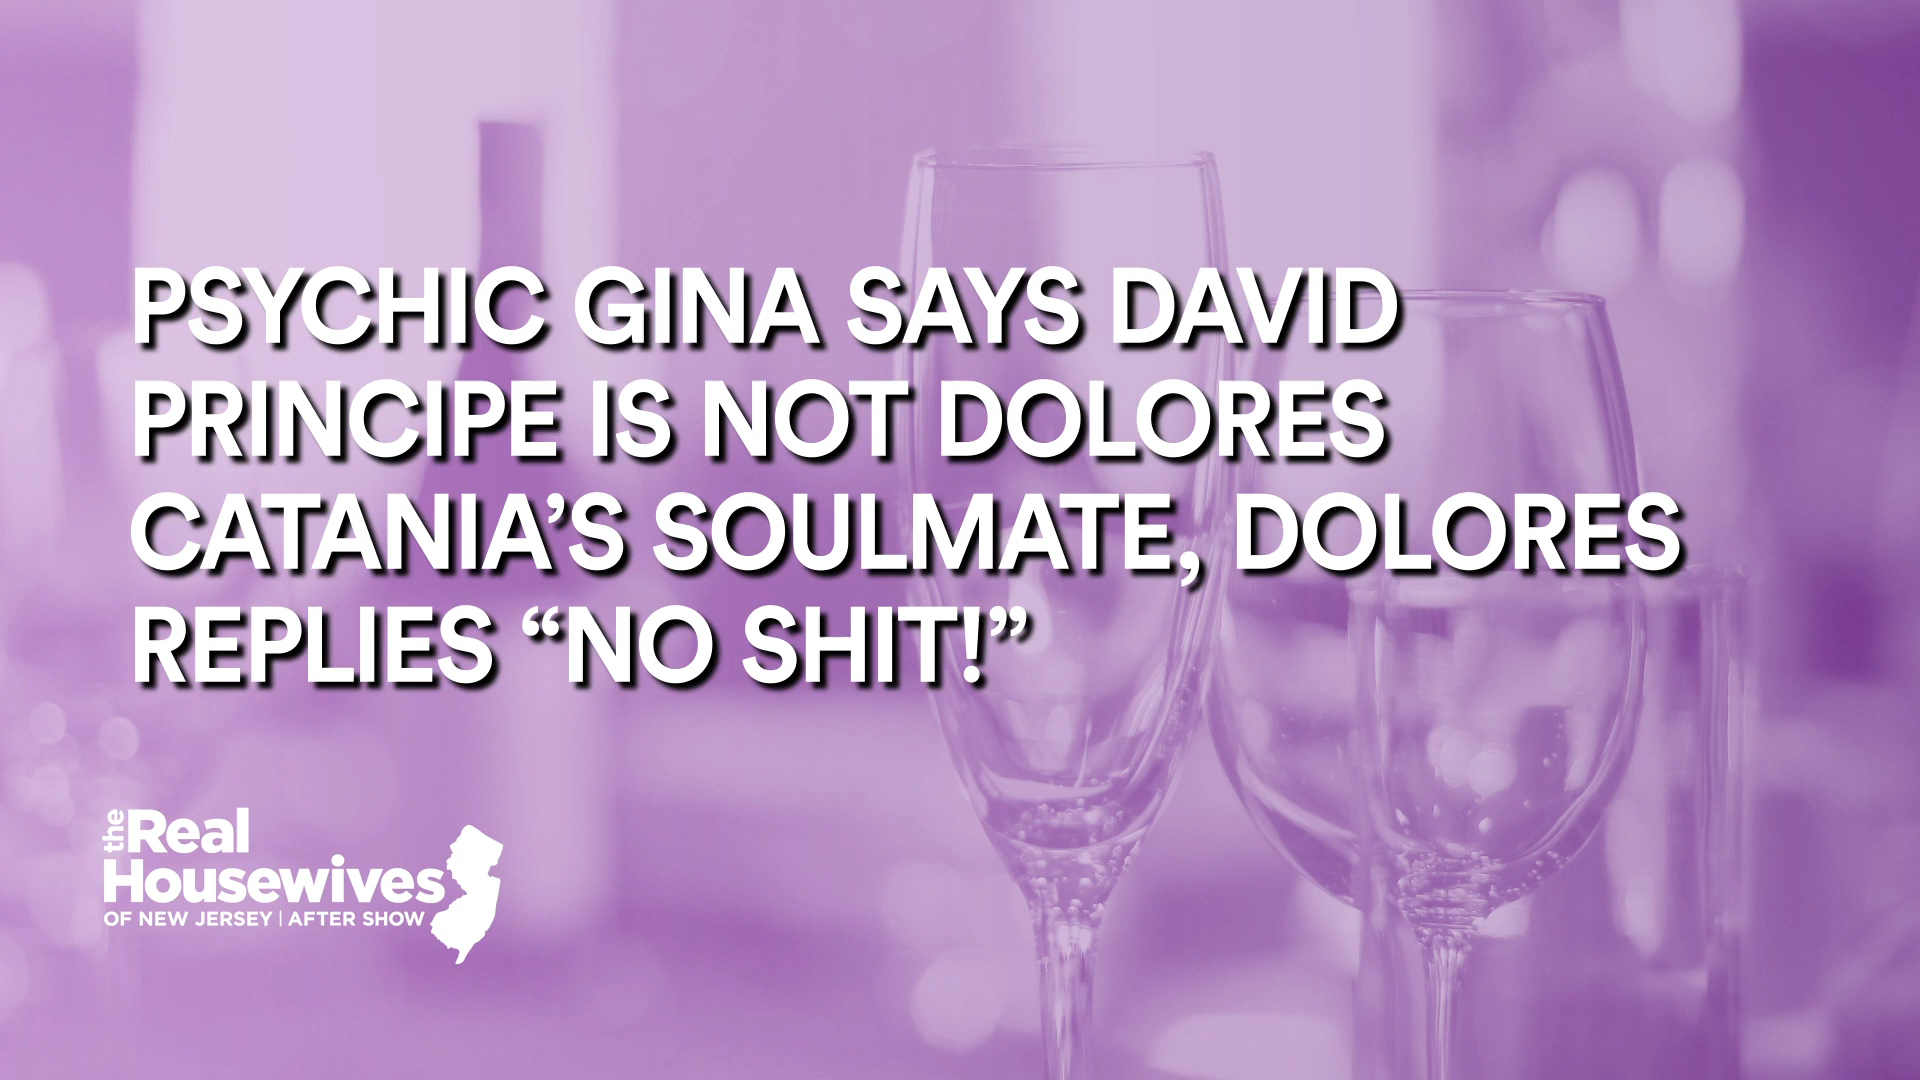 PSYCHIC GINA SAYS DAVID
PRINCIPE IS NOT DOLORES
CATANIA’S SOULMATE, DOLORES
REPLIES “NO SHIT!”
the Real
Housewives
OF NEW JERSEY | AFTER SHOW